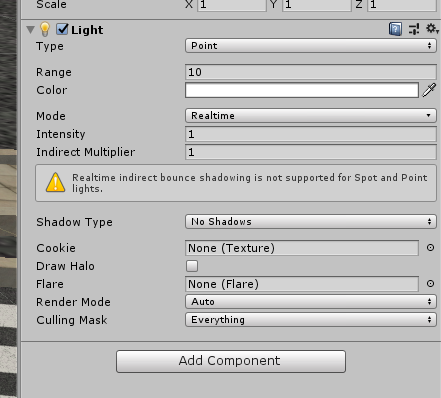 Scale X 1 Y 1 Z 1
Light
Type Point
Range 10
Color
Mode Realtime
Intensity 1
Indirect Multiplier 1
Realtime indirect bounce shadowing is not supported for Spot and Point
lights.
Shadow Type No Shadows
Cookie None (Texture)
Draw Halo
Flare None (Flare)
Render Mode Auto
Culling Mask Everything
Add Component